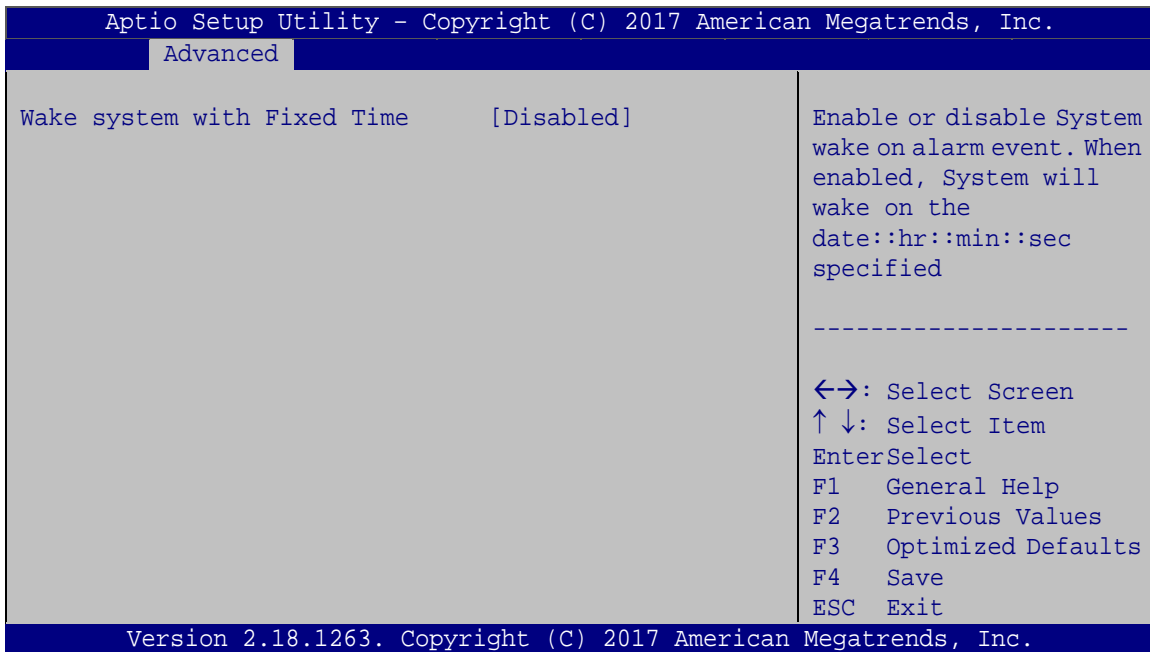 Aptio Setup Utility – Copyright (C) 2017 American Megatrends, Inc.
Advanced
Wake system with Fixed Time [Disabled]
Enable or disable System
wake on alarm event. When
enabled, System will
wake on the
date::hr::min::sec
specified
----------------------
←→: Select Screen
↑ ↓: Select Item
EnterSelect
F1 General Help
F2 Previous Values
F3 Optimized Defaults
F4 Save
ESC Exit
Version 2.18.1263. Copyright (C) 2017 American Megatrends, Inc.